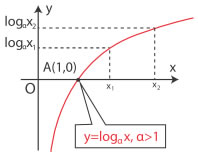 y
logₐx₂
logₐx₁
A(1,0)
x
O
x₁
x₂
y=logₐx, a>1